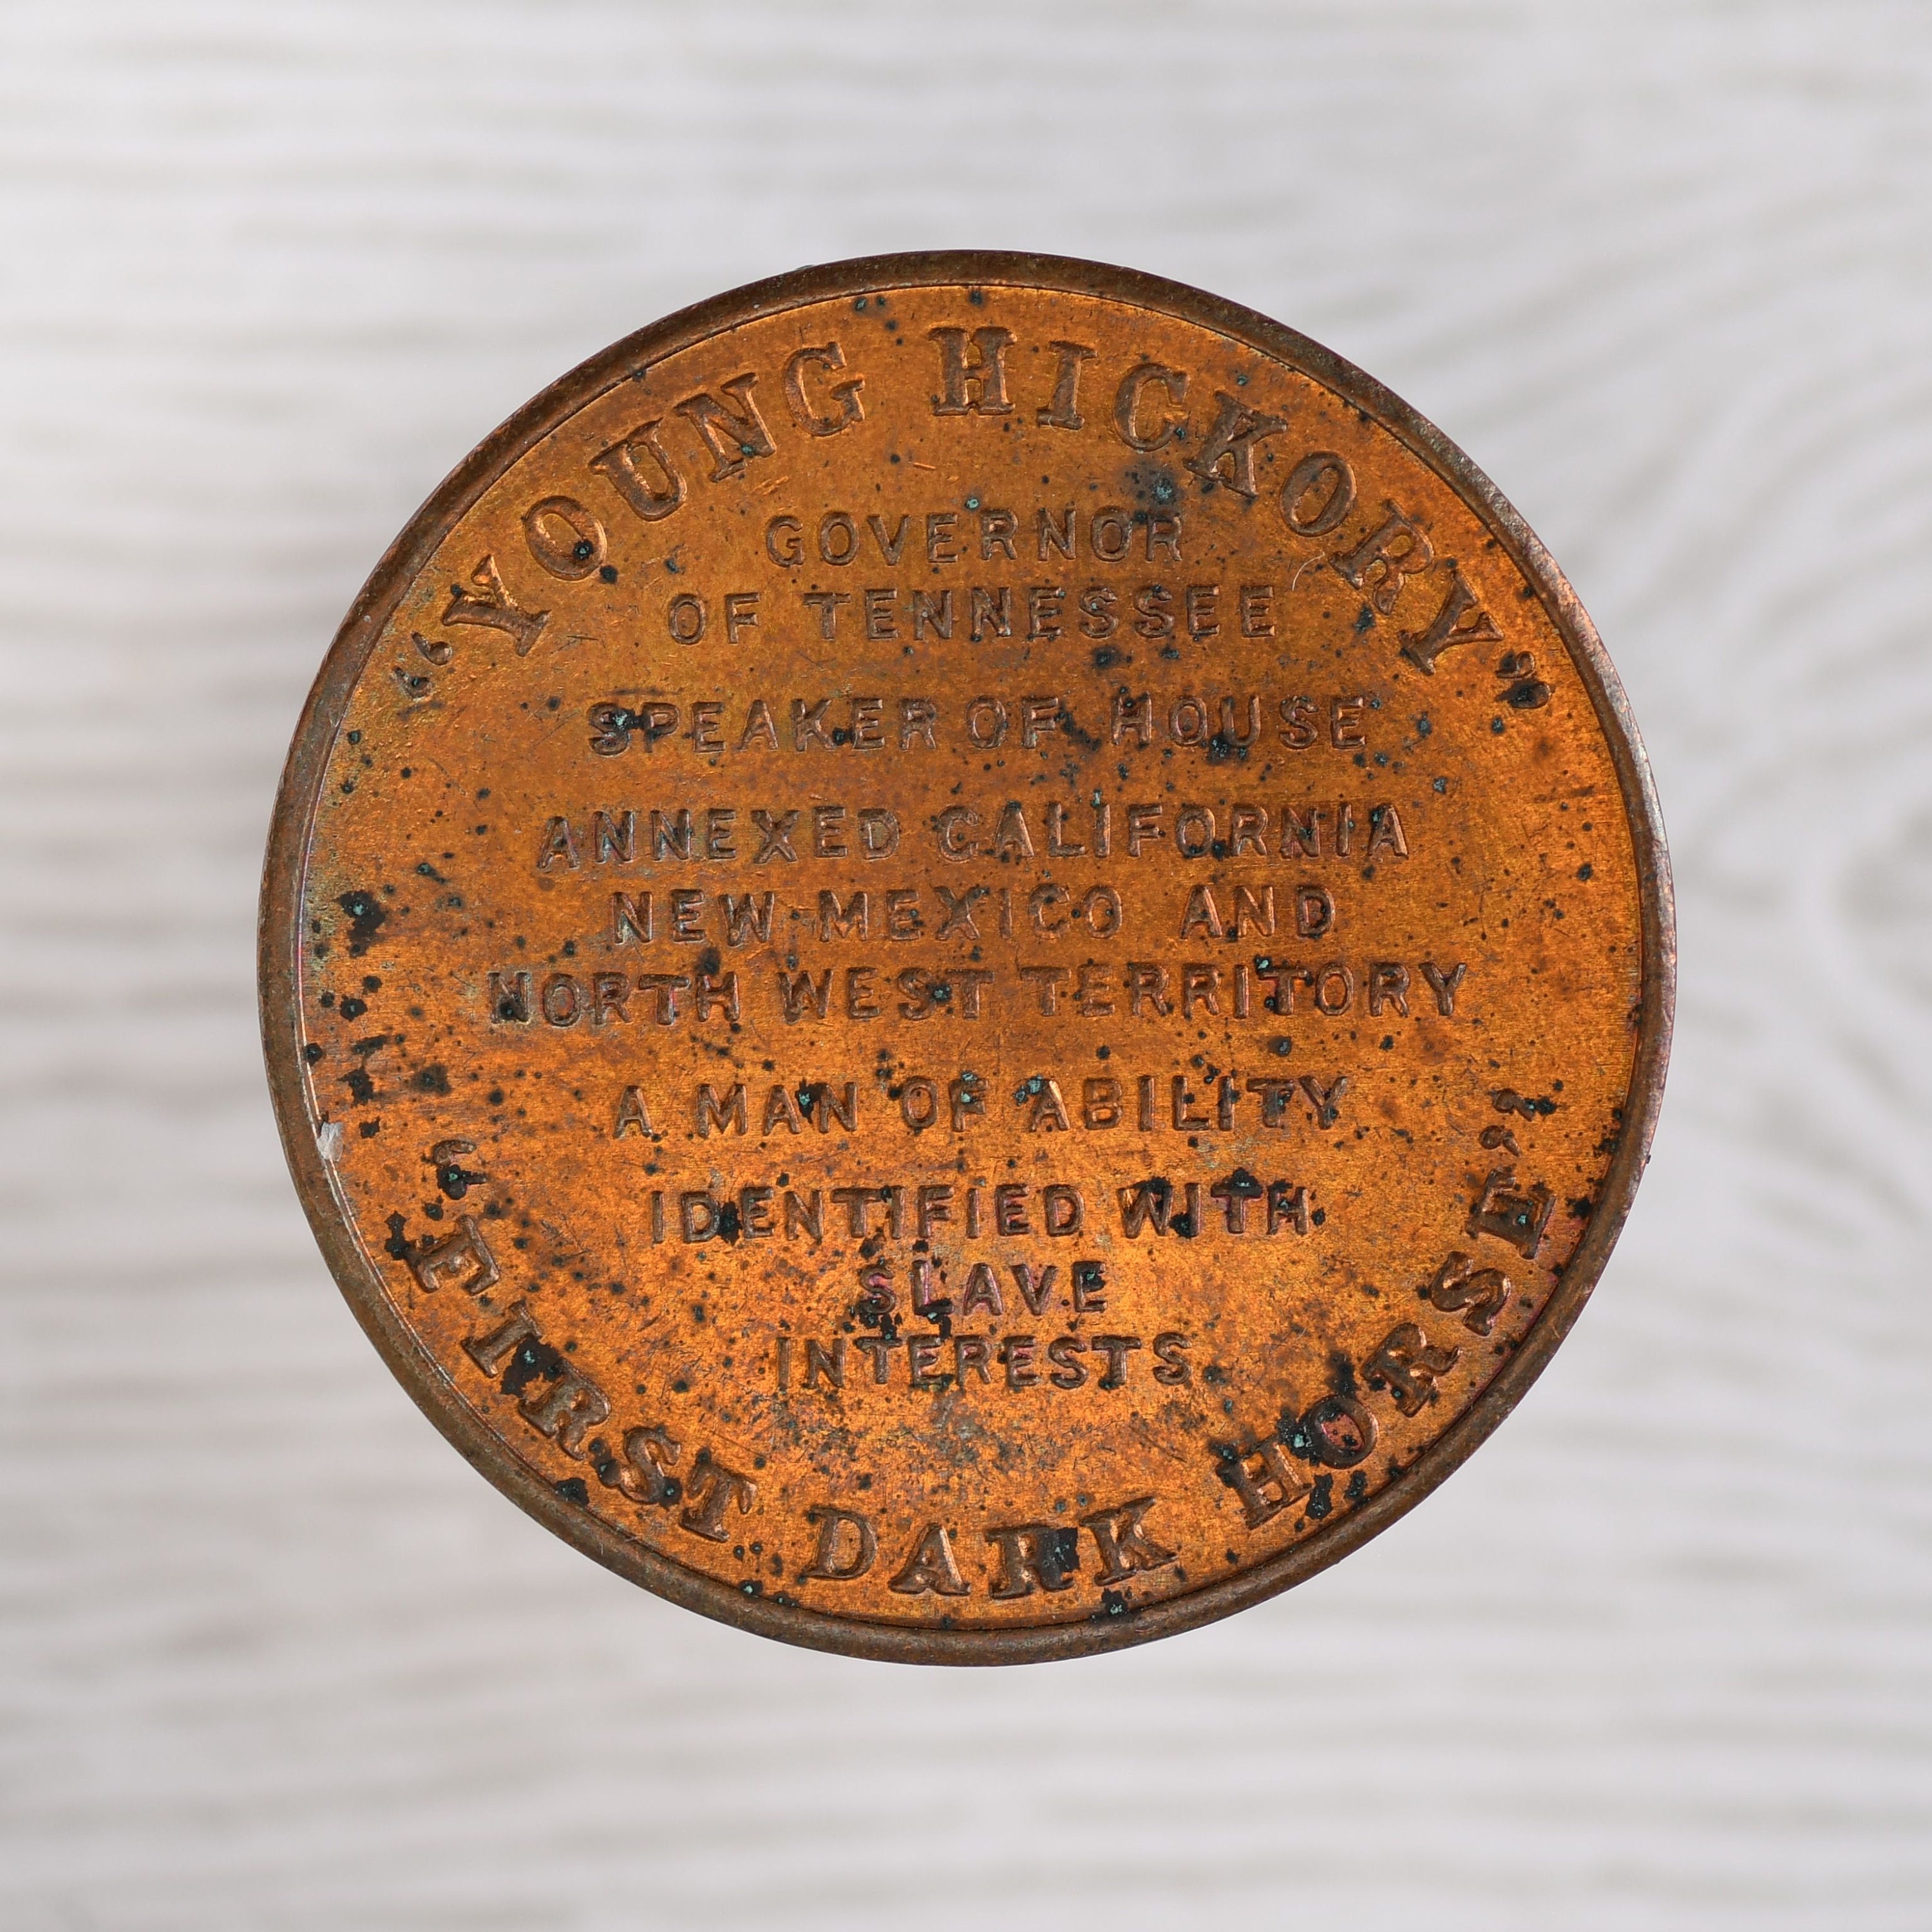 “YOUNG HICKORY”
GOVERNOR
OF TENNESSEE
SPEAKER OF HOUSE
ANNEXED CALIFORNIA
NEW MEXICO AND
NORTH WEST TERRITORY
A MAN OF ABILITY
IDENTIFIED WITH
SLAVE
INTERESTS
“FIRST DARK HORSE”